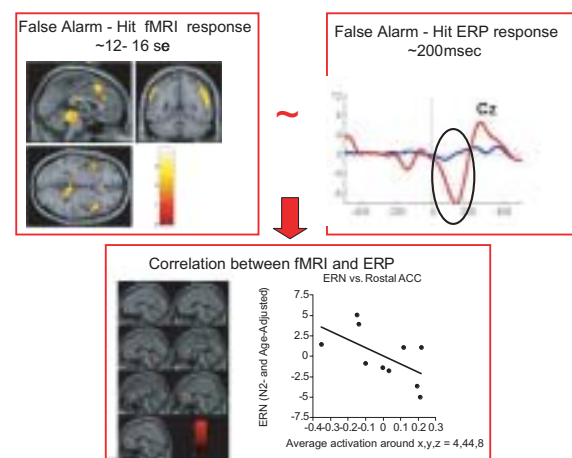 False Alarm - Hit fMRI response
~12- 16 se
False Alarm - Hit ERP response
~200msec
~
Cz
Correlation between fMRI and ERP
ERN vs. Rostal ACC
ERN (N2- and Age-Adjusted)
7.5
5
2.5
0
-2.5
-5
-7.5
-0.4-0.3 -0.2 -0.1 0 0.1 0.2 0.3
Average activation around x,y,z = 4,44,8